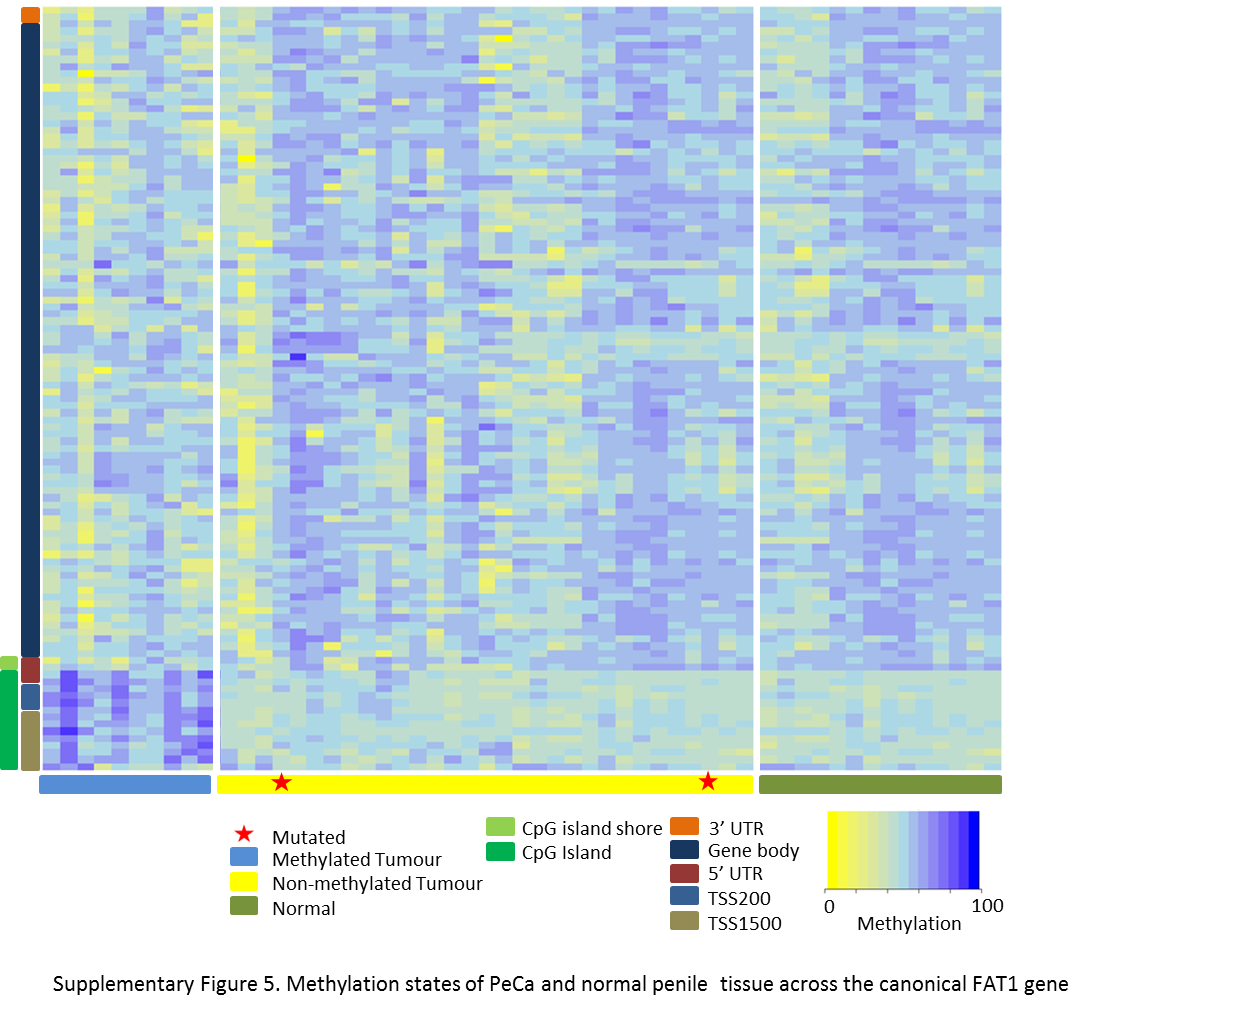 Mutated
Methylated Tumour
Non-methylated Tumour
Normal
CpG island shore
CpG Island
3’ UTR
Gene body
5’ UTR
TSS200
TSS1500
0 100
Methylation
Supplementary Figure 5. Methylation states of PeCa and normal penile tissue across the canonical FAT1 gene